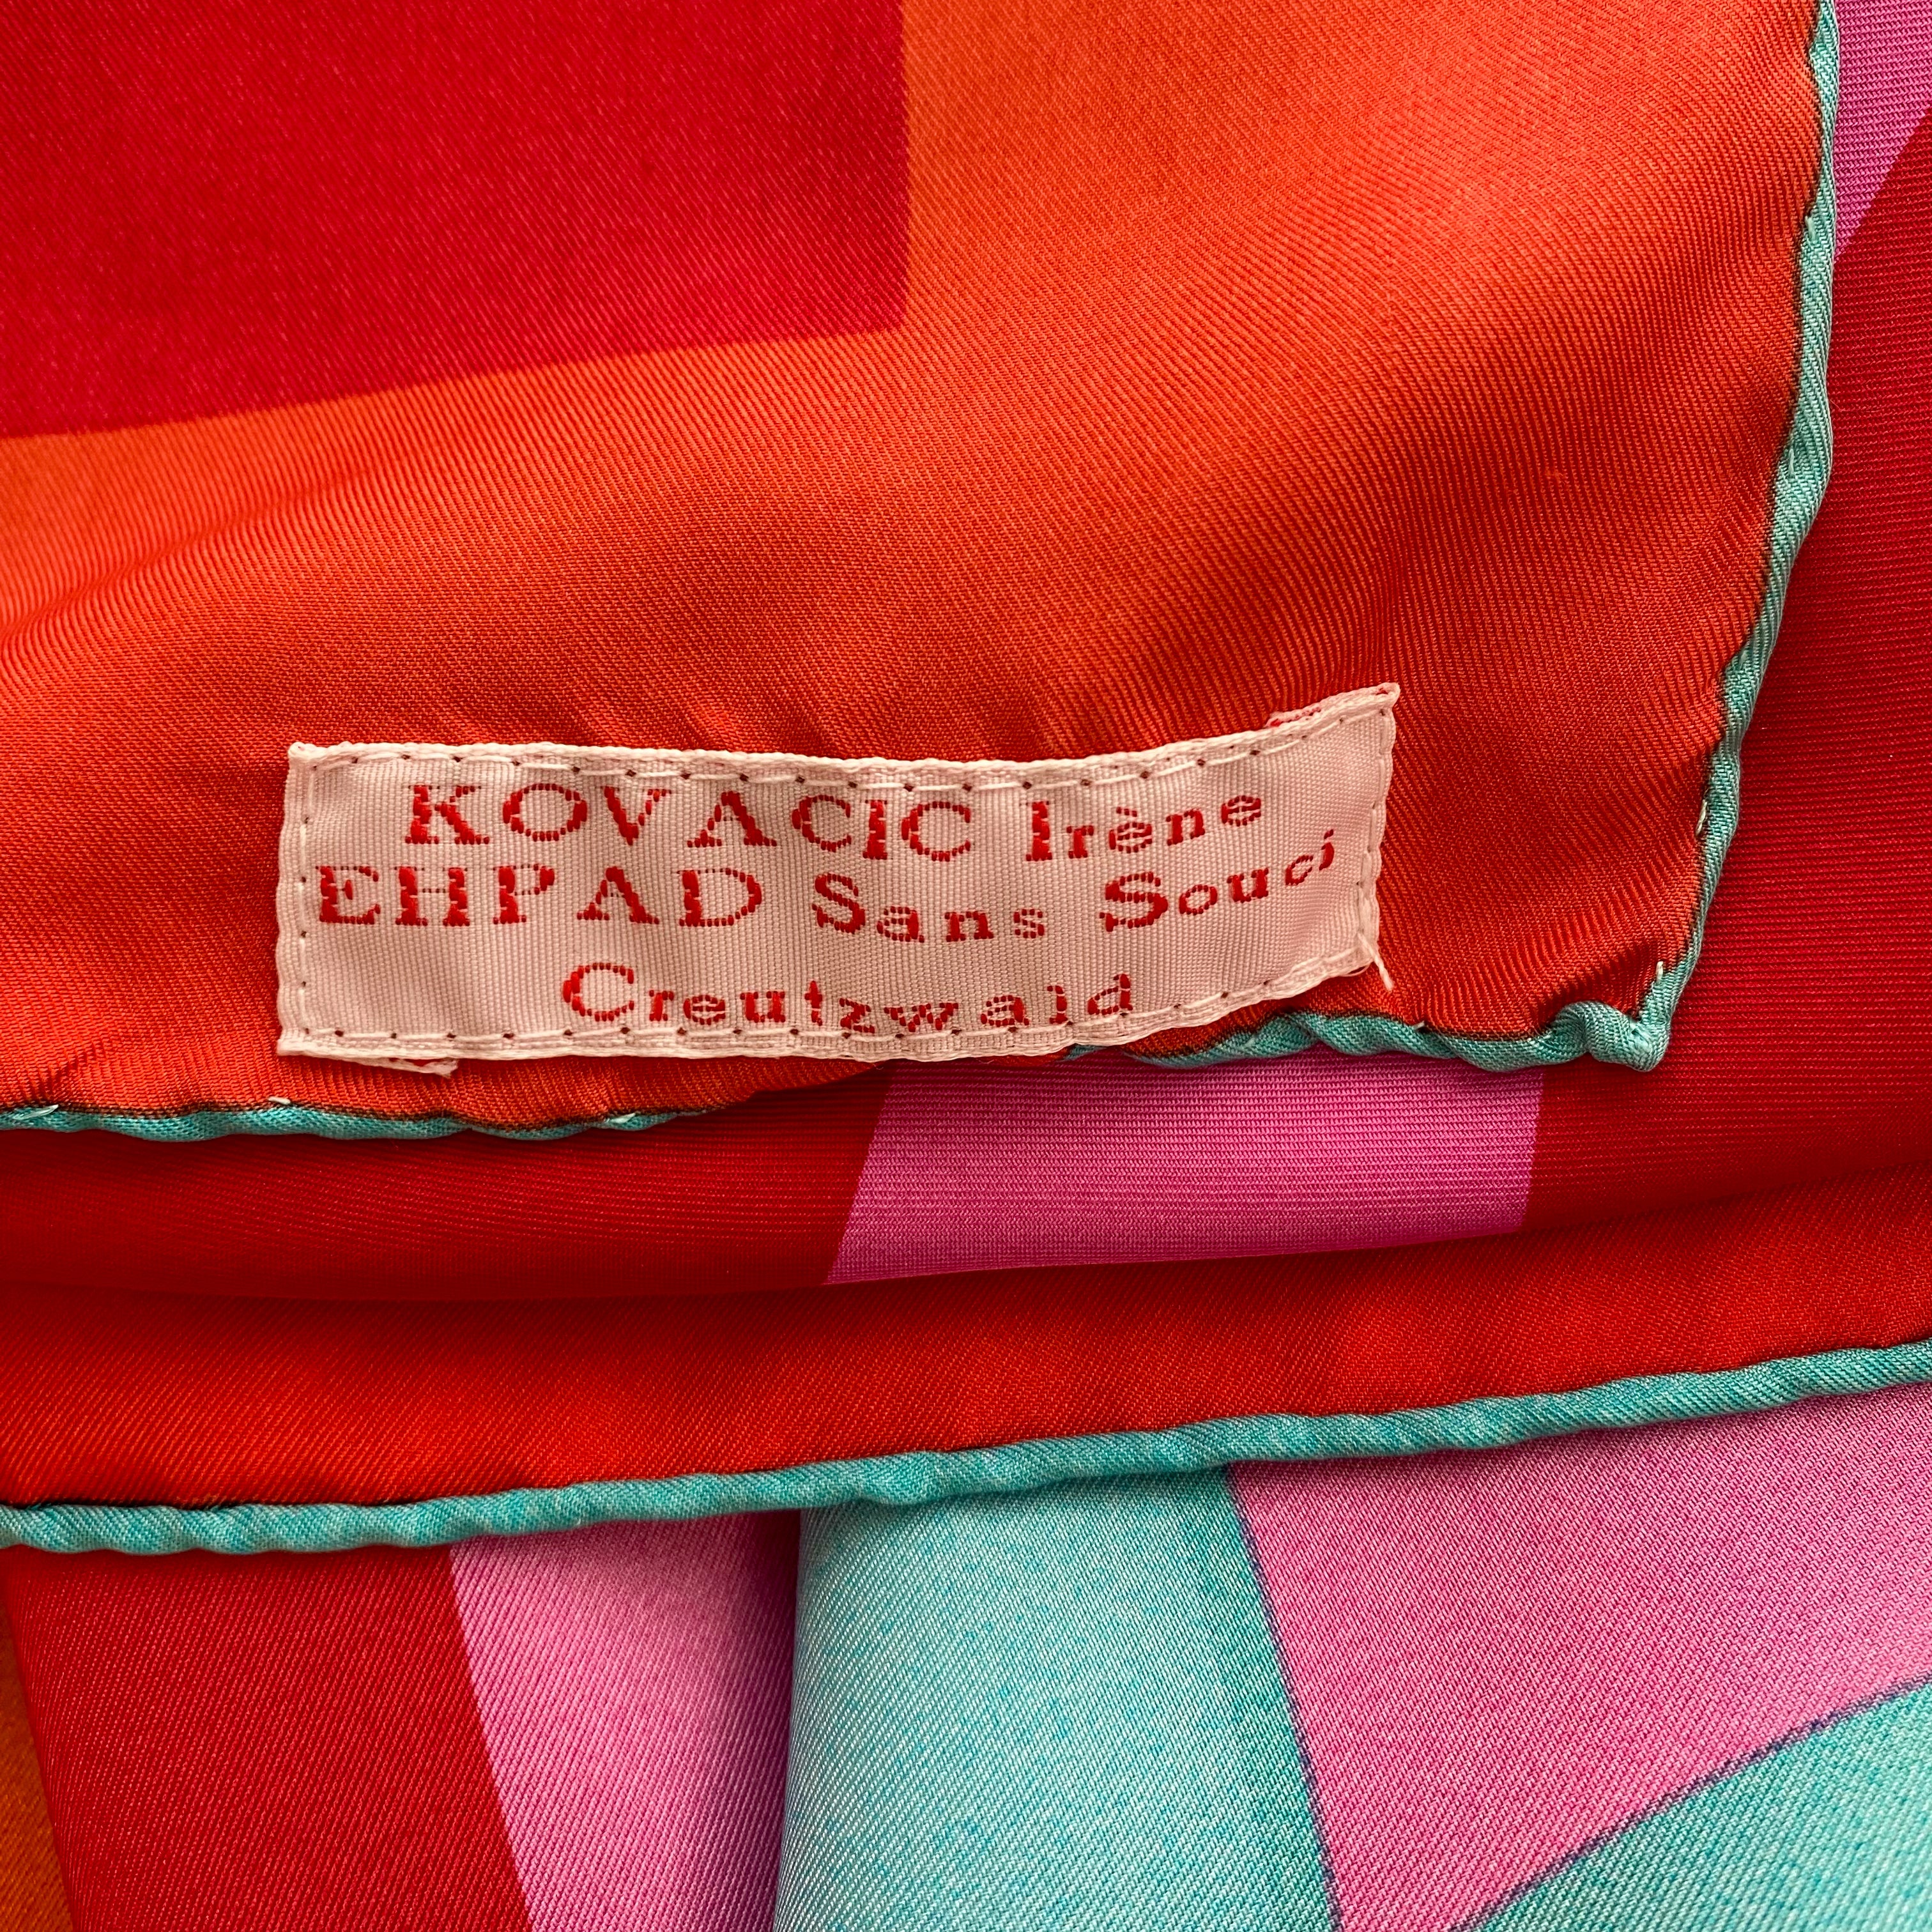 KOVACIC Irène
EHPAD Sans Souci
Creutzwald